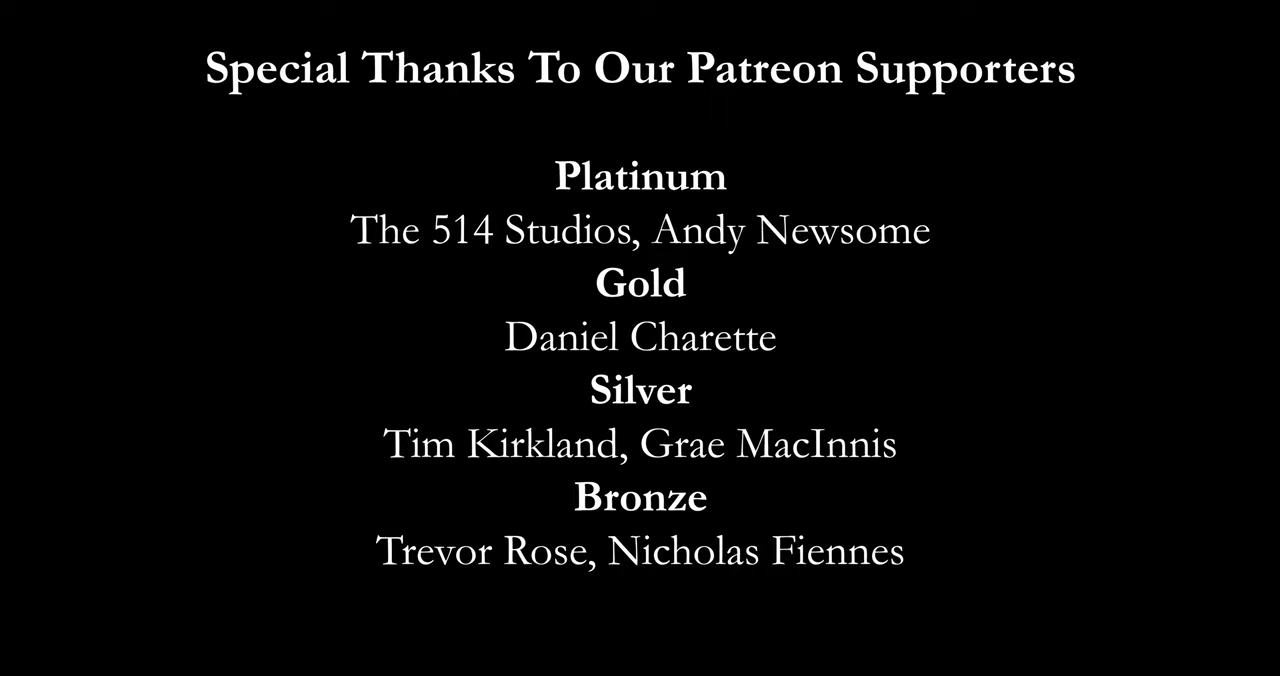 Special Thanks To Our Patreon Supporters
Platinum
The 514 Studios, Andy Newsome
Gold
Daniel Charette
Silver
Tim Kirkland, Grae MacInnis
Bronze
Trevor Rose, Nicholas Fiennes